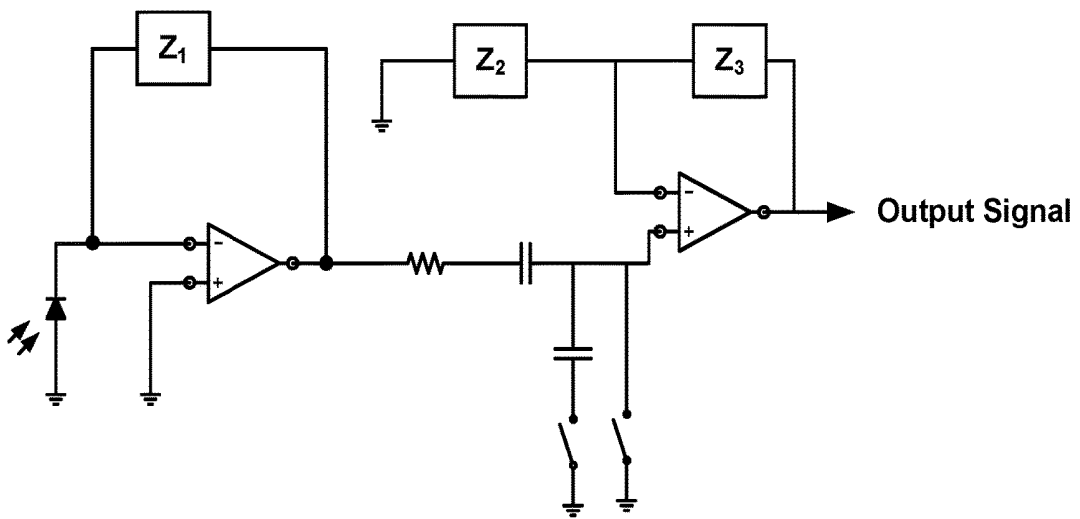 Z1
Z2
Z3
-
+
-
+
Output Signal